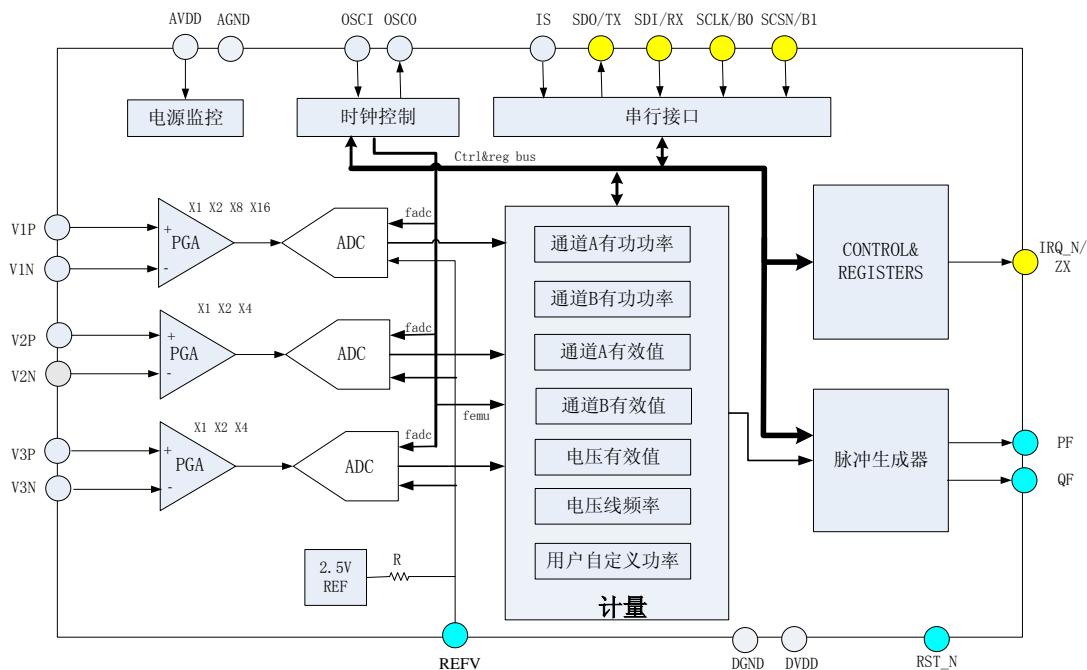 AVDD AGND OSCI OSCO IS SDO/TX SDI/RX SCLK/B0 SCSN/B1
电源监控 时钟控制 串行接口
Ctrl&reg bus
X1 X2 X8 X16
V1P + PGA ADC fadc
V1N -
通道A有功功率
CONTROL&
REGISTERS
IRQ_N/
ZX
通道B有功功率
X1 X2 X4
V2P + PGA ADC fadc
V2N -
通道A有效值
通道B有效值
femu
X1 X2 X4
V3P + PGA ADC fadc
V3N -
电压有效值
脉冲生成器
PF
QF
电压线频率
2.5V
REF
R
用户自定义功率
计量
REFV DGND DVDD RST_N